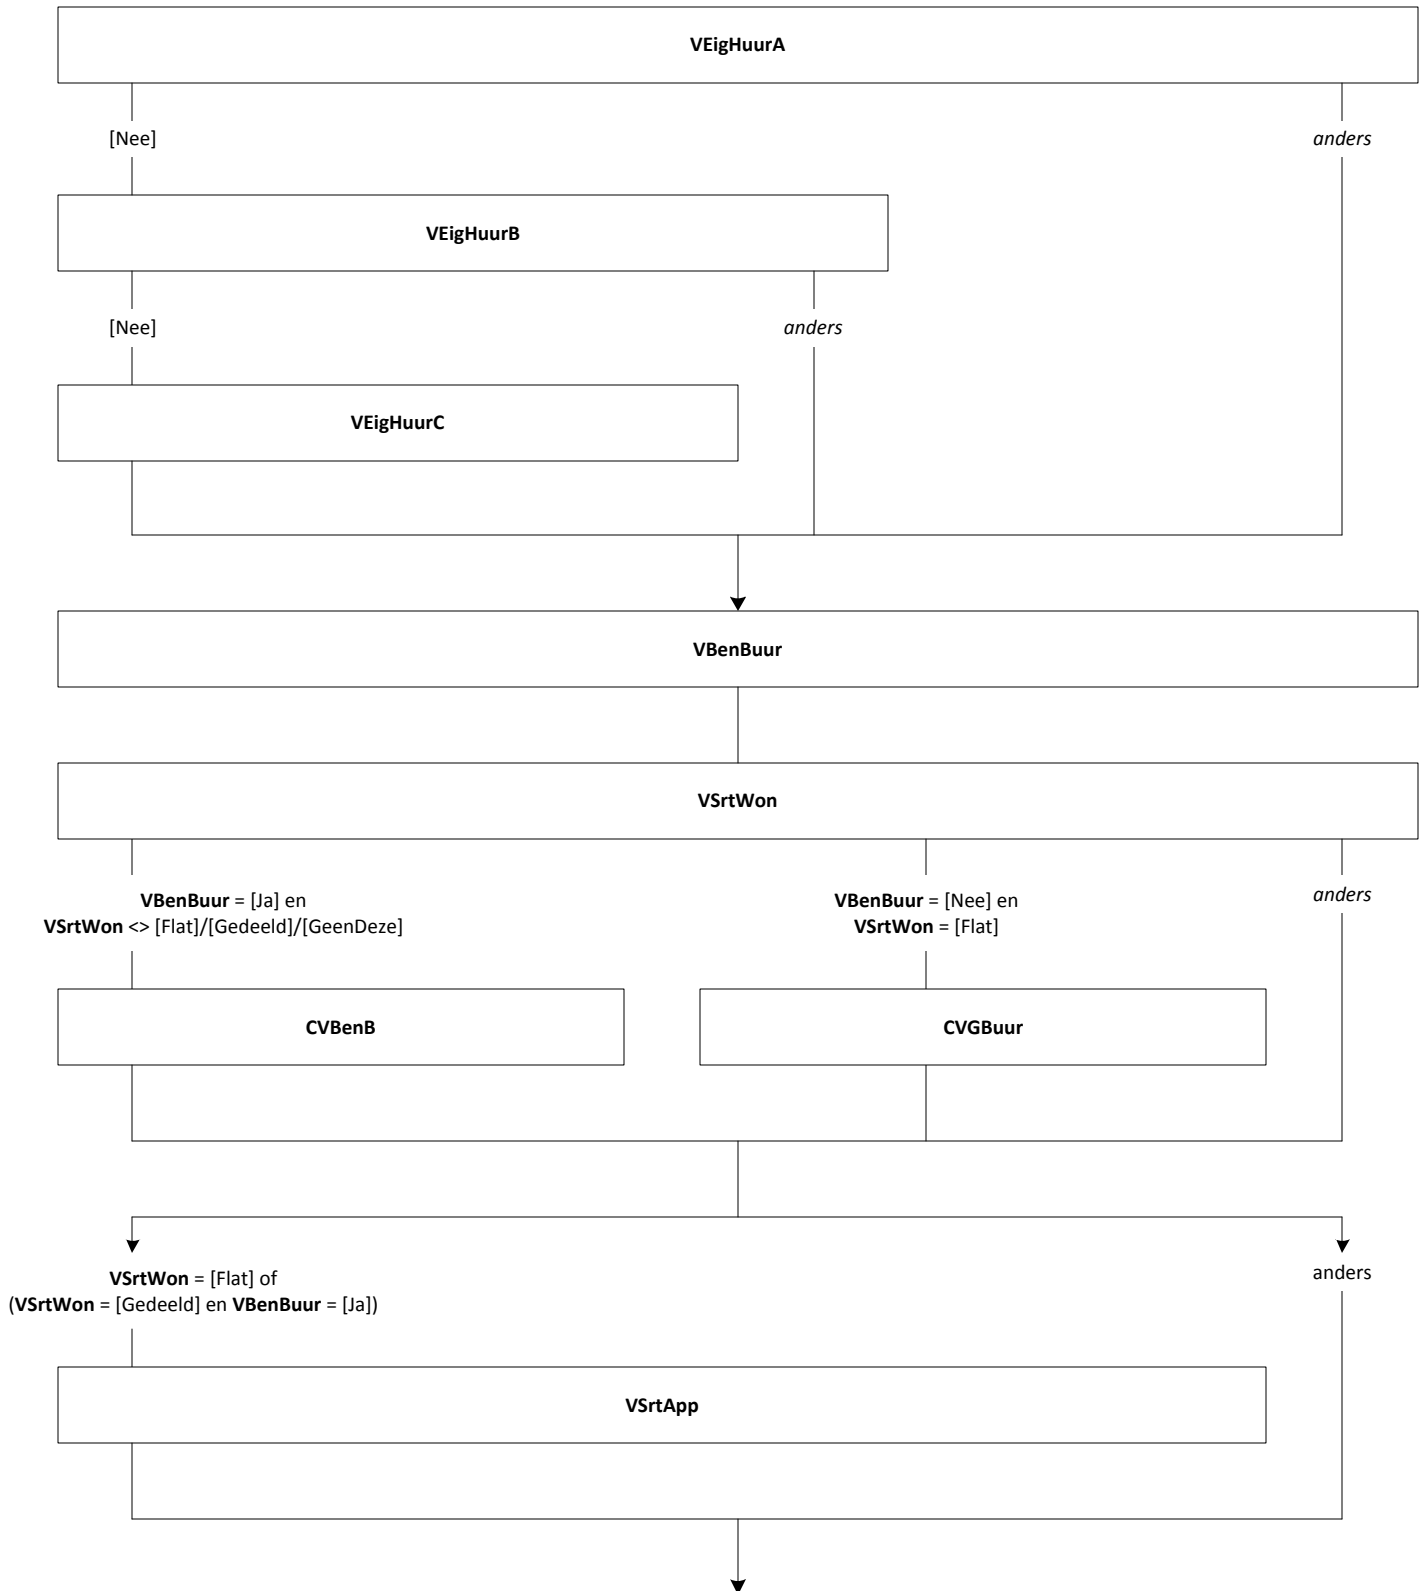 VEigHuurA
[Nee]
anders
VEigHuurB
[Nee]
anders
VEigHuurC
VBenBuur
VSrtWon
VBenBuur = [Ja] en
VSrtWon <> [Flat]/[Gedeeld]/[GeenDeze]
VBenBuur = [Nee] en
VSrtWon = [Flat]
anders
CVBenB
CVGBuur
VSrtWon = [Flat] of
(VSrtWon = [Gedeeld] en VBenBuur = [Ja])
anders
VSrtApp